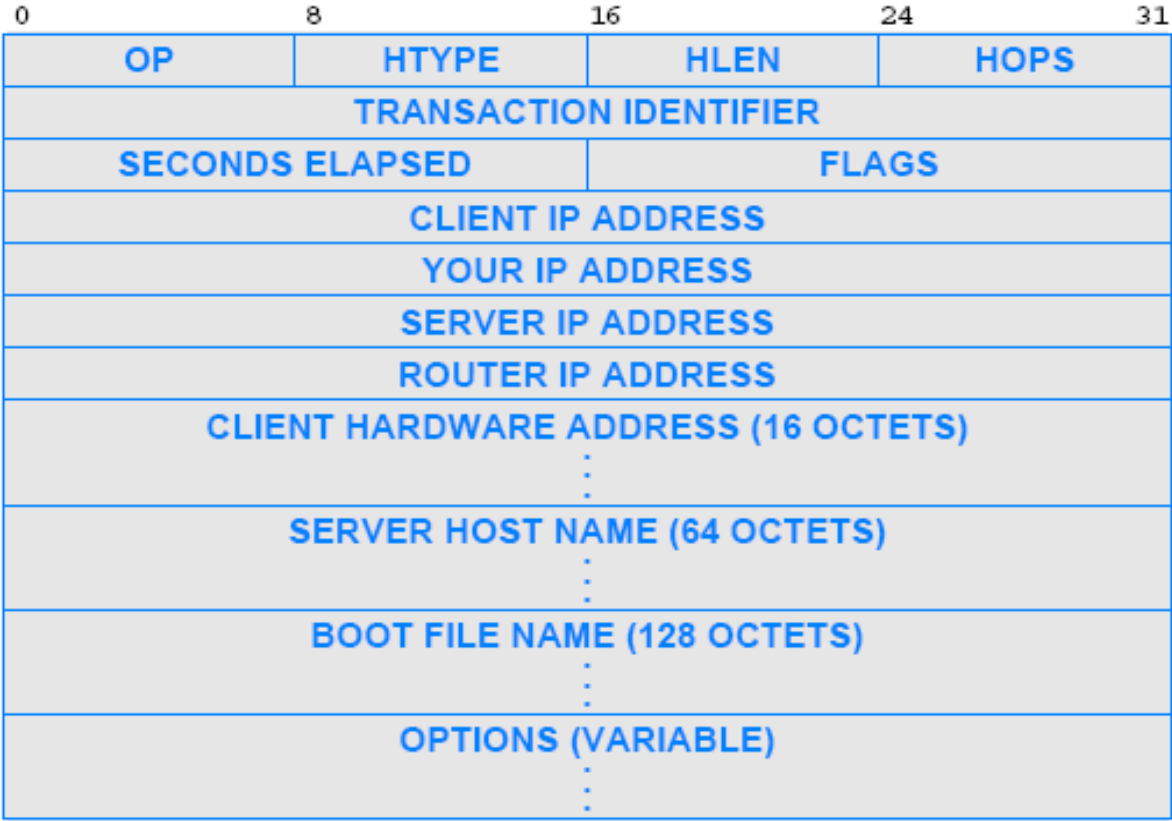 0 8 16 24 31
OP HTYPE HLEN HOPS
TRANSACTION IDENTIFIER
SECONDS ELAPSED FLAGS
CLIENT IP ADDRESS
YOUR IP ADDRESS
SERVER IP ADDRESS
ROUTER IP ADDRESS
CLIENT HARDWARE ADDRESS (16 OCTETS)
SERVER HOST NAME (64 OCTETS)
BOOT FILE NAME (128 OCTETS)
OPTIONS (VARIABLE)